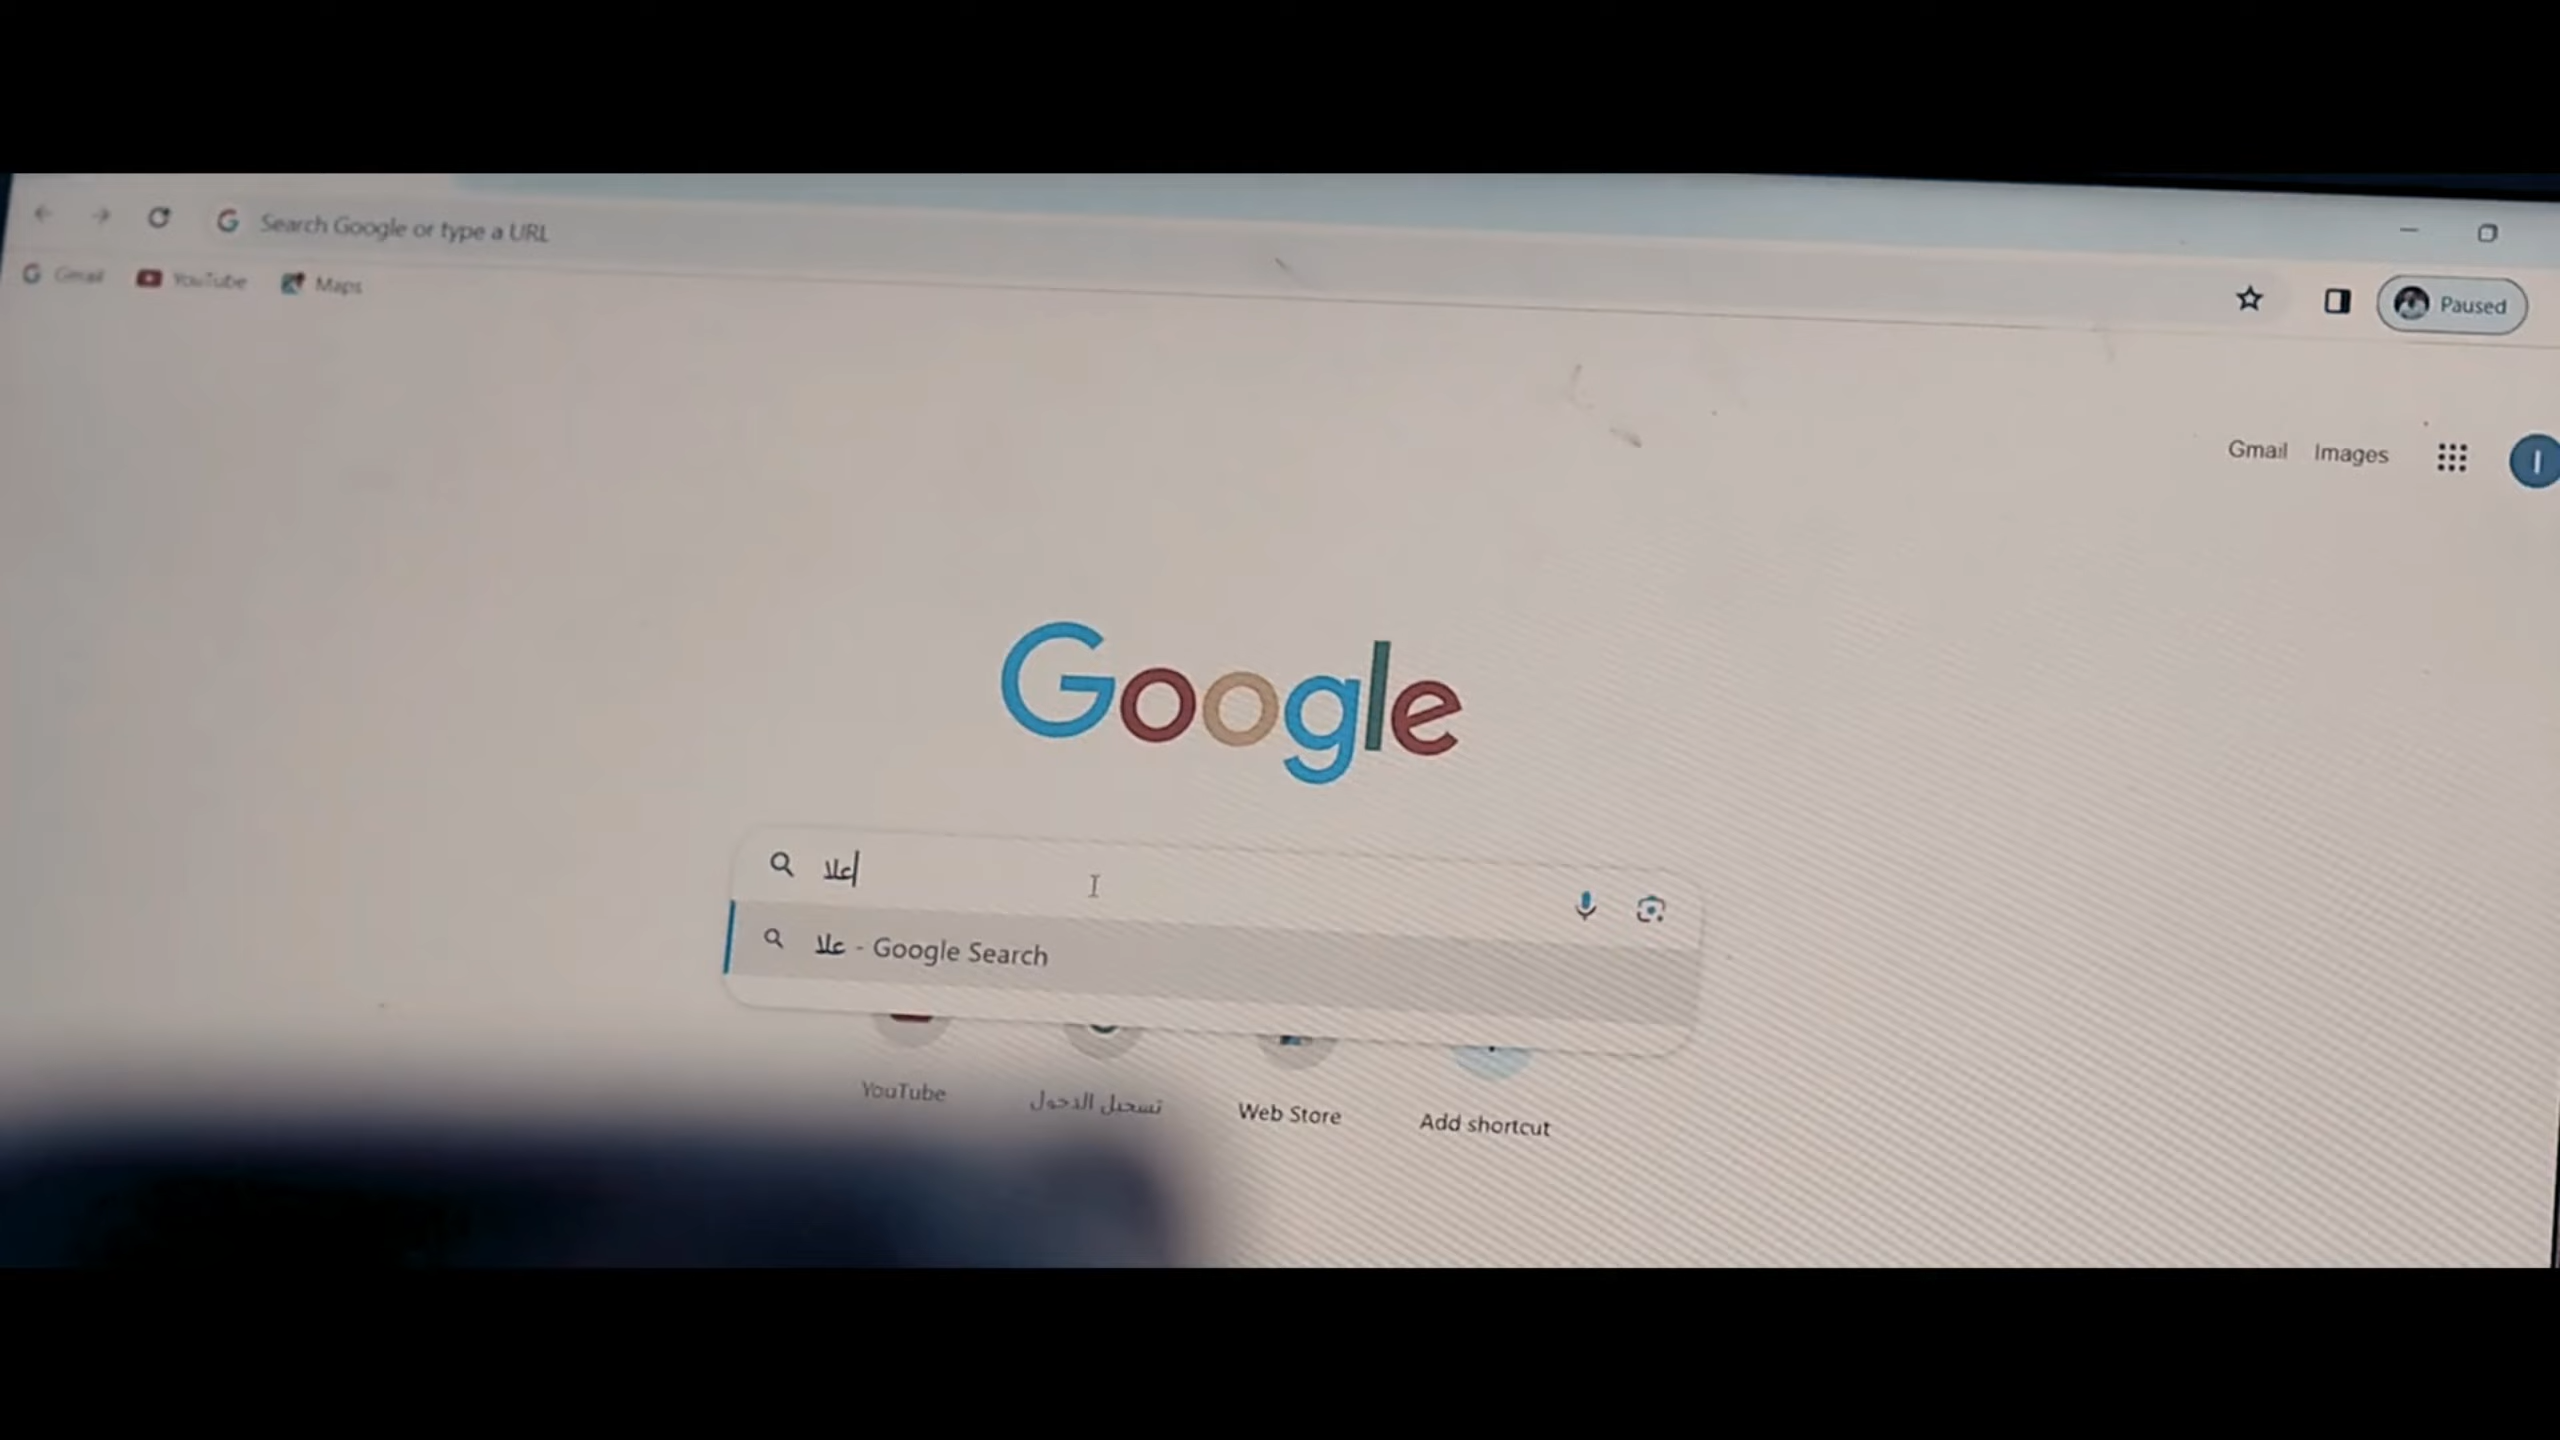 Search Google or type a URL
Gmail YouTube Maps
Paused
Gmail Images
I
Google
علا
علا - Google Search
YouTube تسجيل الدخول Web Store Add shortcut